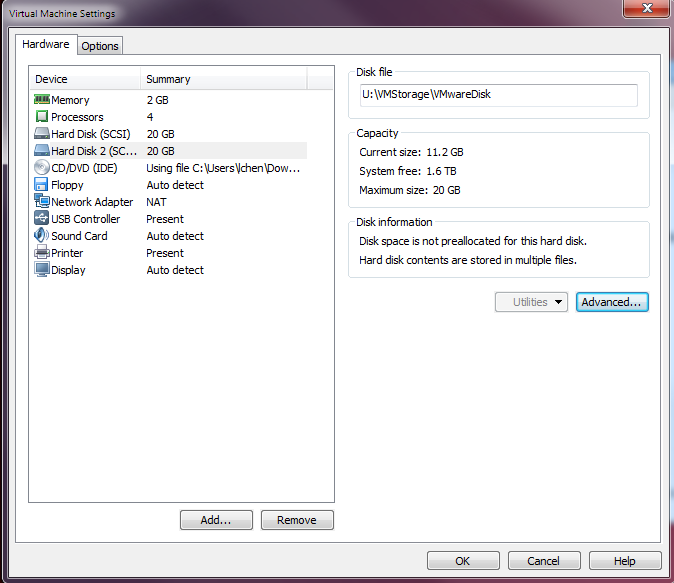 Virtual Machine Settings
Hardware
Options
Device Summary
Memory 2 GB
Processors 4
Hard Disk (SCSI) 20 GB
Hard Disk 2 (SC... 20 GB
CD/DVD (IDE) Using file C:\Users\lchen\Dow...
Floppy Auto detect
Network Adapter NAT
USB Controller Present
Sound Card Auto detect
Printer Present
Display Auto detect
Add...
Remove
Disk file
U:\VMStorage\VMwareDisk
Capacity
Current size: 11.2 GB
System free: 1.6 TB
Maximum size: 20 GB
Disk information
Disk space is not preallocated for this hard disk.
Hard disk contents are stored in multiple files.
Utilities
Advanced...
OK
Cancel
Help